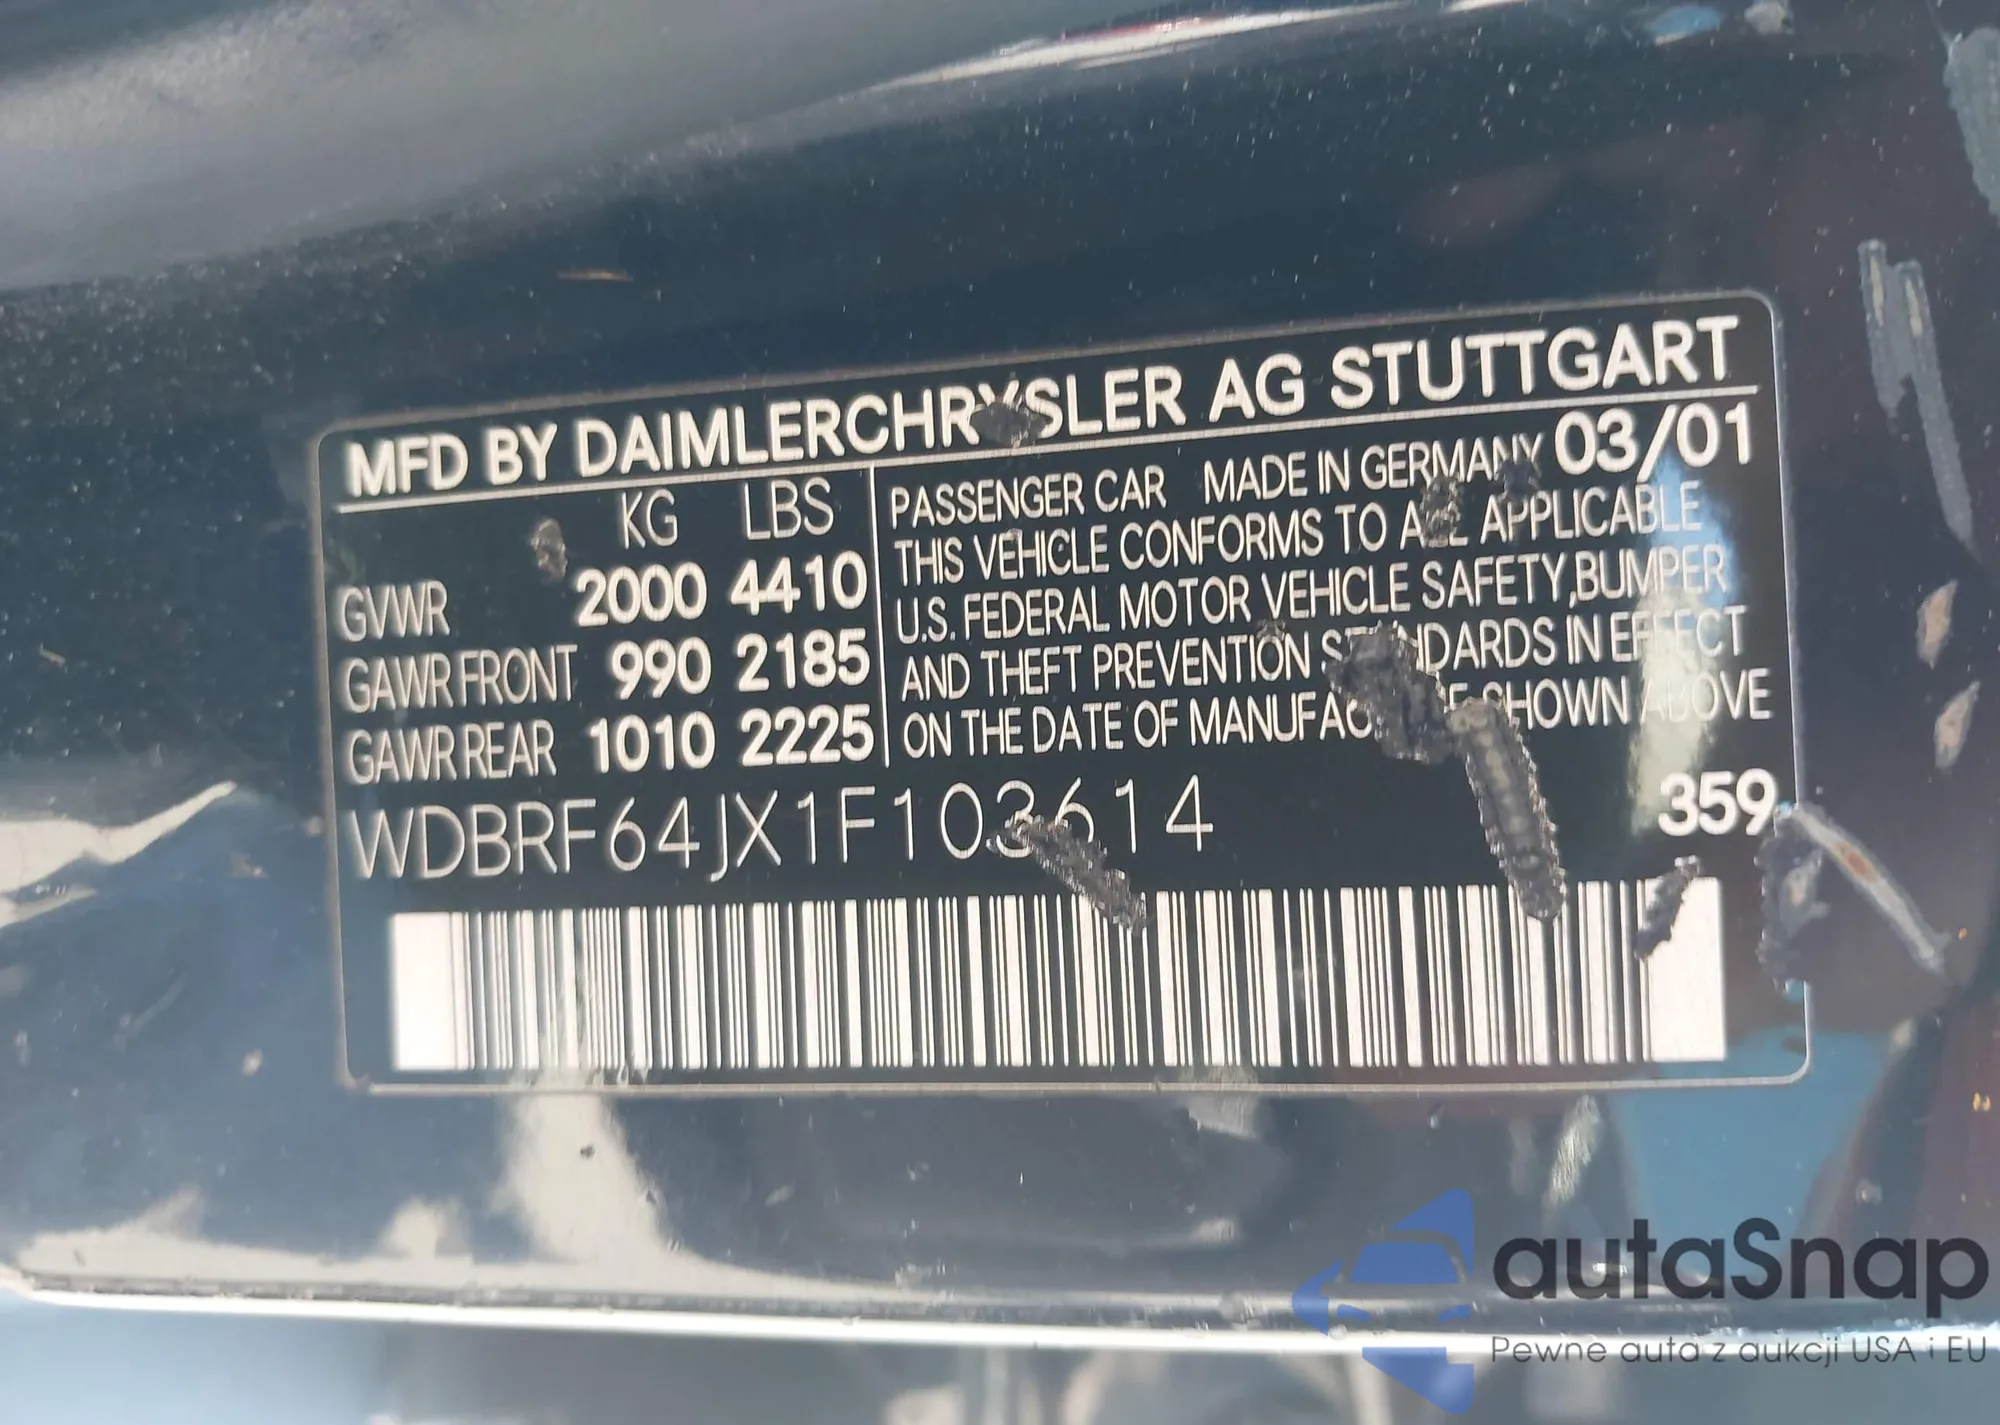 MFD BY DAIMLERCHRYSLER AG STUTTGART
KG LBS
GVWR 2000 4410
GAWR FRONT 990 2185
GAWR REAR 1010 2225
PASSENGER CAR MADE IN GERMANY 03/01
THIS VEHICLE CONFORMS TO ALL APPLICABLE
U.S. FEDERAL MOTOR VEHICLE SAFETY,BUMPER
AND THEFT PREVENTION STANDARDS IN EFFECT
ON THE DATE OF MANUFACTURE SHOWN ABOVE
WDBRF64JX1F103614
359
autaSnap
Pewne auta z aukcji USA i EU